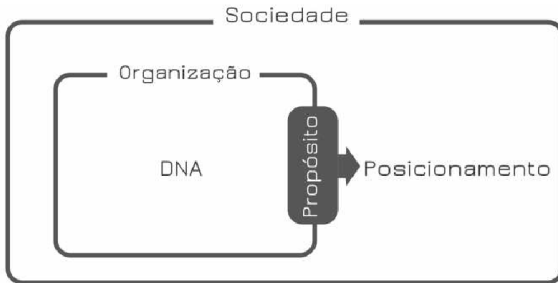 Sociedade
Organização
DNA
Propósito
Posicionamento